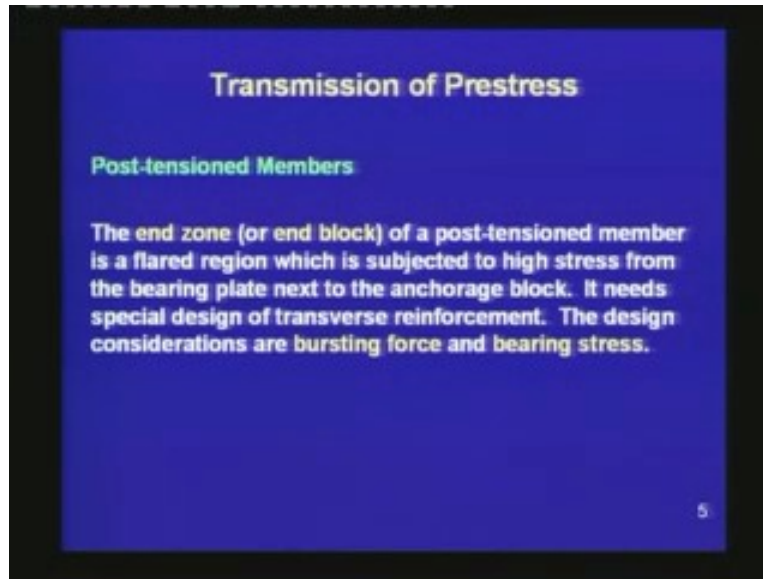 Transmission of Prestress
Post-tensioned Members
The end zone (or end block) of a post-tensioned member
is a flared region which is subjected to high stress from
the bearing plate next to the anchorage block. It needs
special design of transverse reinforcement. The design
considerations are bursting force and bearing stress.
5